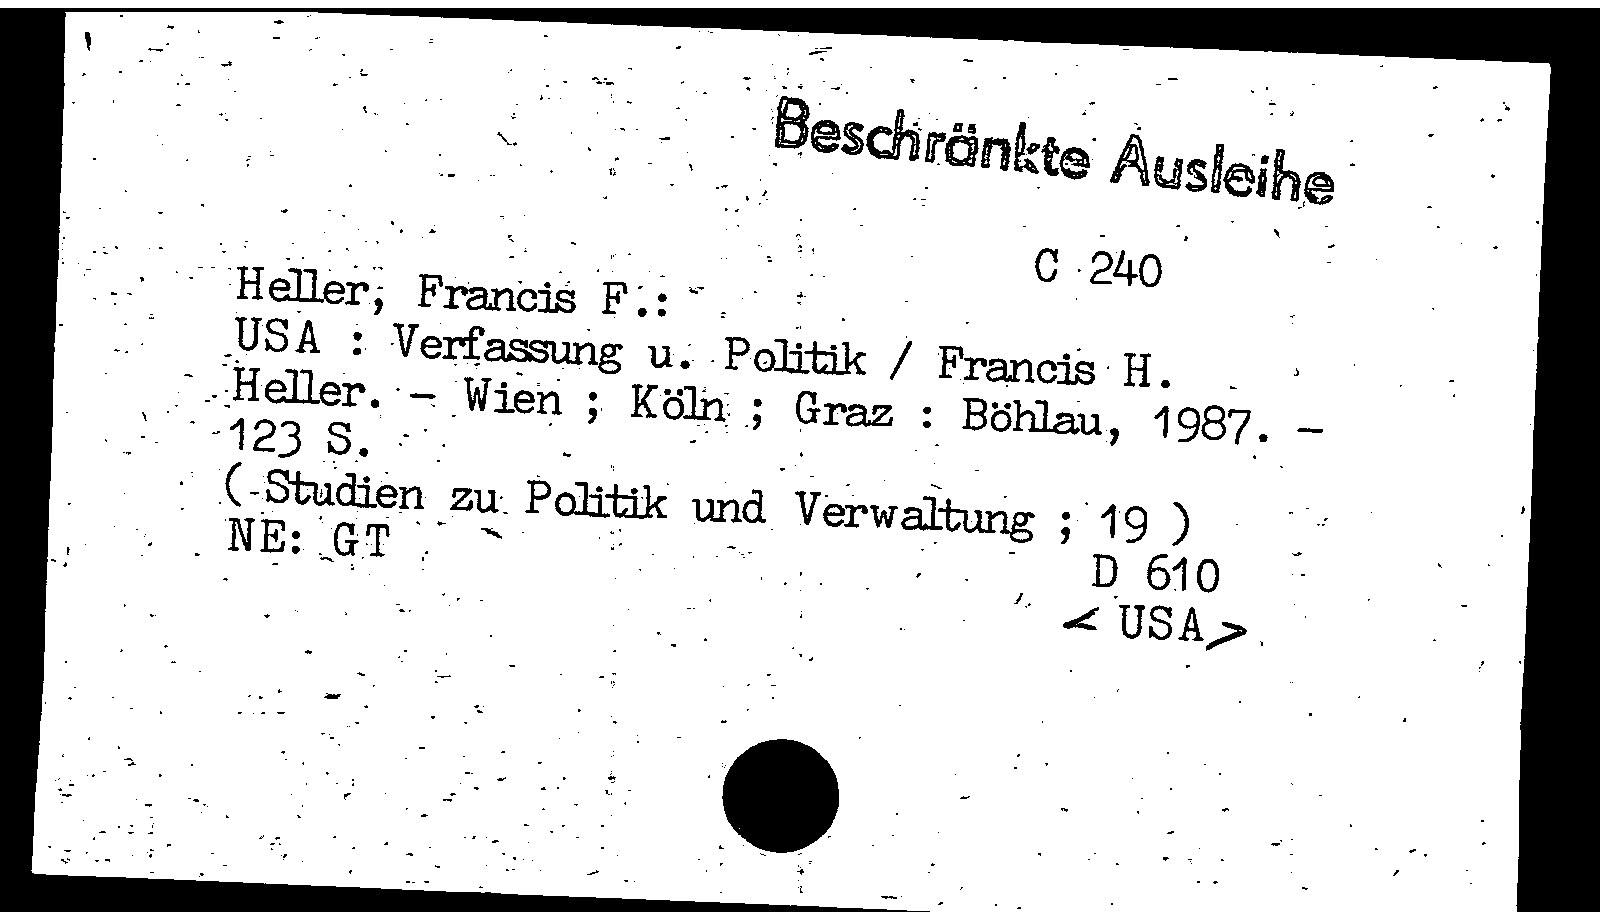 Beschränkte Ausleihe
C 240
Heller, Francis F.:
USA : Verfassung u. Politik / Francis H.
Heller. - Wien ; Köln ; Graz : Böhlau, 1987. -
123 S.
( Studien zu Politik und Verwaltung ; 19 )
NE: GT
D 610
< USA >